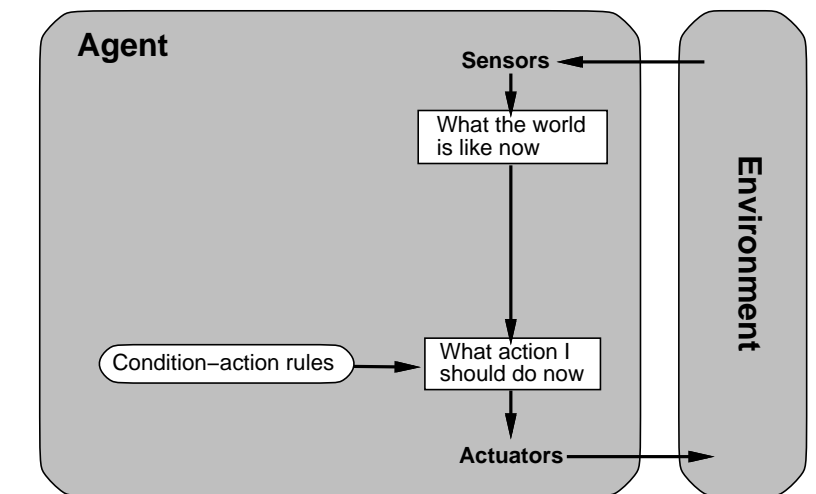 Agent
Sensors
What the world
is like now
Environment
Condition−action rules
What action I
should do now
Actuators